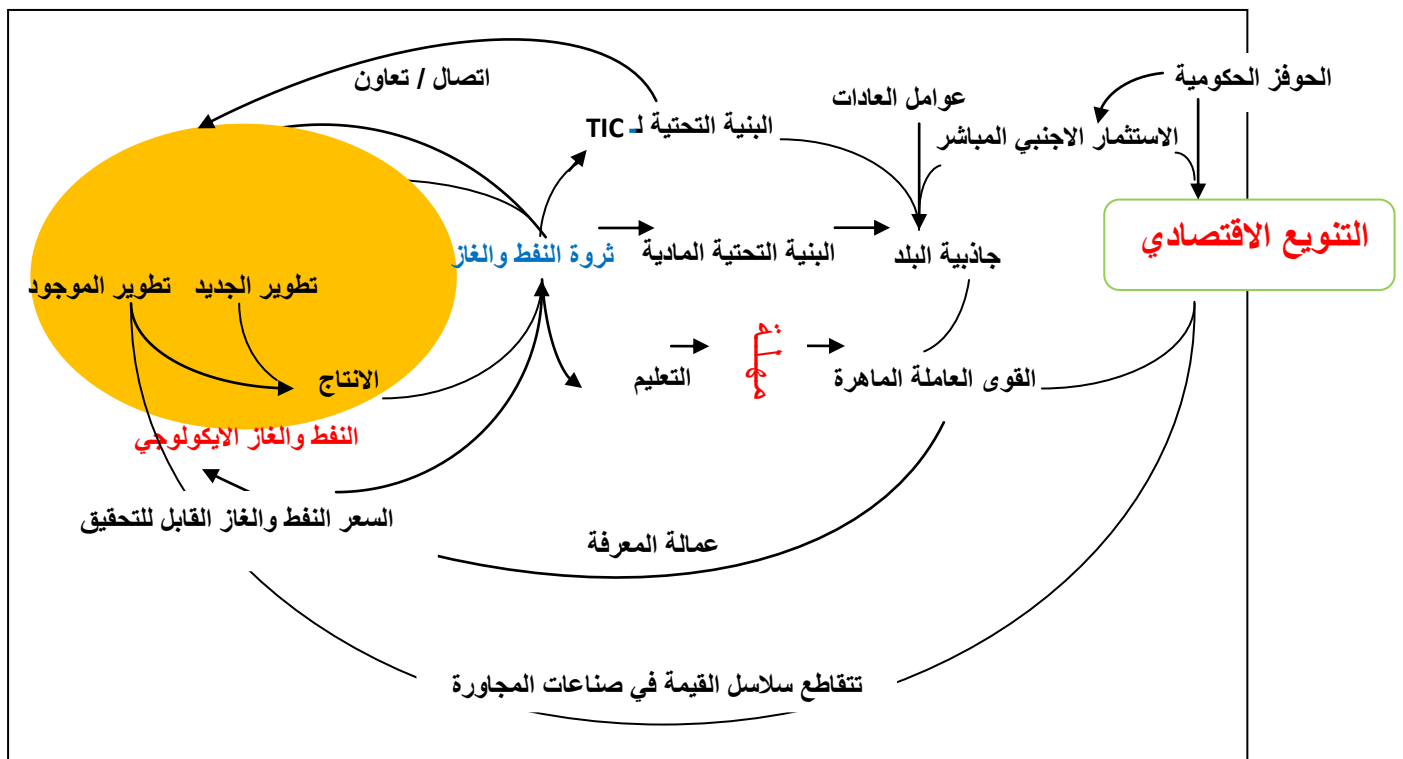 الحوفز الحكومية
اتصال / تعاون
عوامل العادات
البنية التحتية لـ- TIC
الاستثمار الاجنبي المباشر
التنويع الاقتصادي
جاذبية البلد
البنية التحتية المادية
ثروة النفط والغاز
تطوير الجديد
تطوير الموجود
مهلة
القوى العاملة الماهرة
التعليم
الانتاج
النفط والغاز الايكولوجي
السعر النفط والغاز القابل للتحقيق
عمالة المعرفة
تتقاطع سلاسل القيمة في صناعات المجاورة